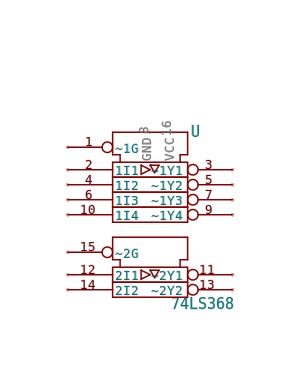 U
GND 8
VCC 16
1 ~1G
2 1I1 ~1Y1 3
4 1I2 ~1Y2 5
6 1I3 ~1Y3 7
10 1I4 ~1Y4 9
15 ~2G
12 2I1 ~2Y1 11
14 2I2 ~2Y2 13
74LS368